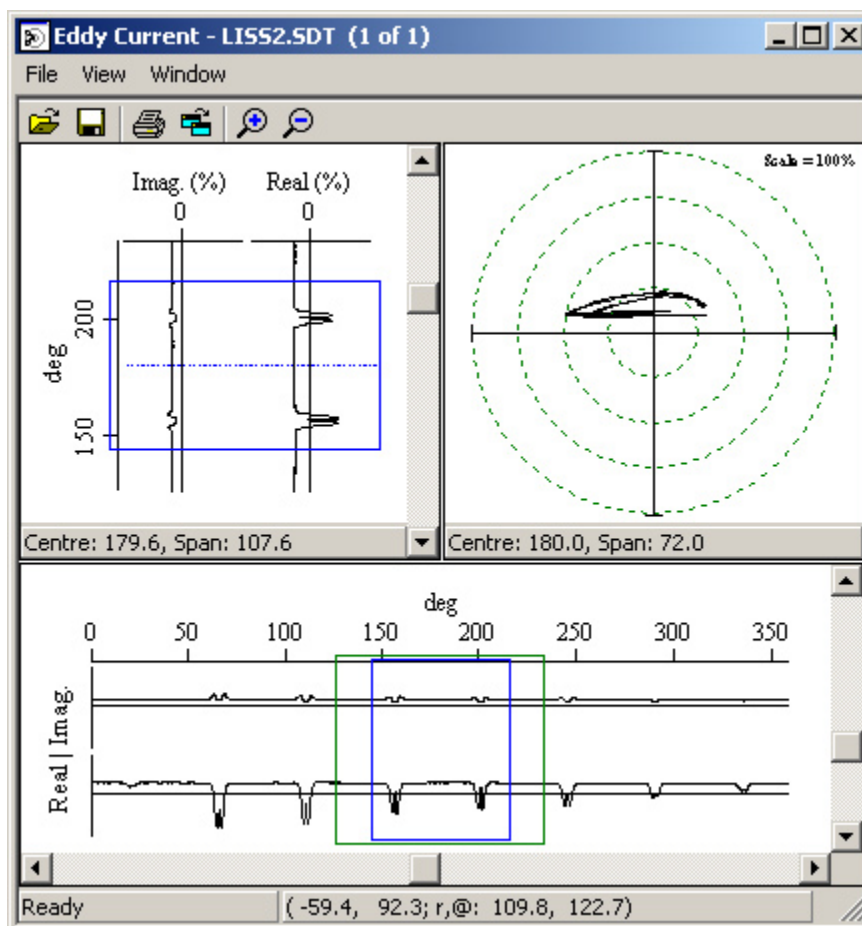 Eddy Current - LISS2.SDT (1 of 1)
File View Window
Imag. (%) Real (%)
0 0
200
deg
150
Scale = 100%
Centre: 179.6, Span: 107.6
Centre: 180.0, Span: 72.0
deg
0 50 100 150 200 250 300 350
Real | Imag.
Ready
( -59.4, 92.3; r,@: 109.8, 122.7)